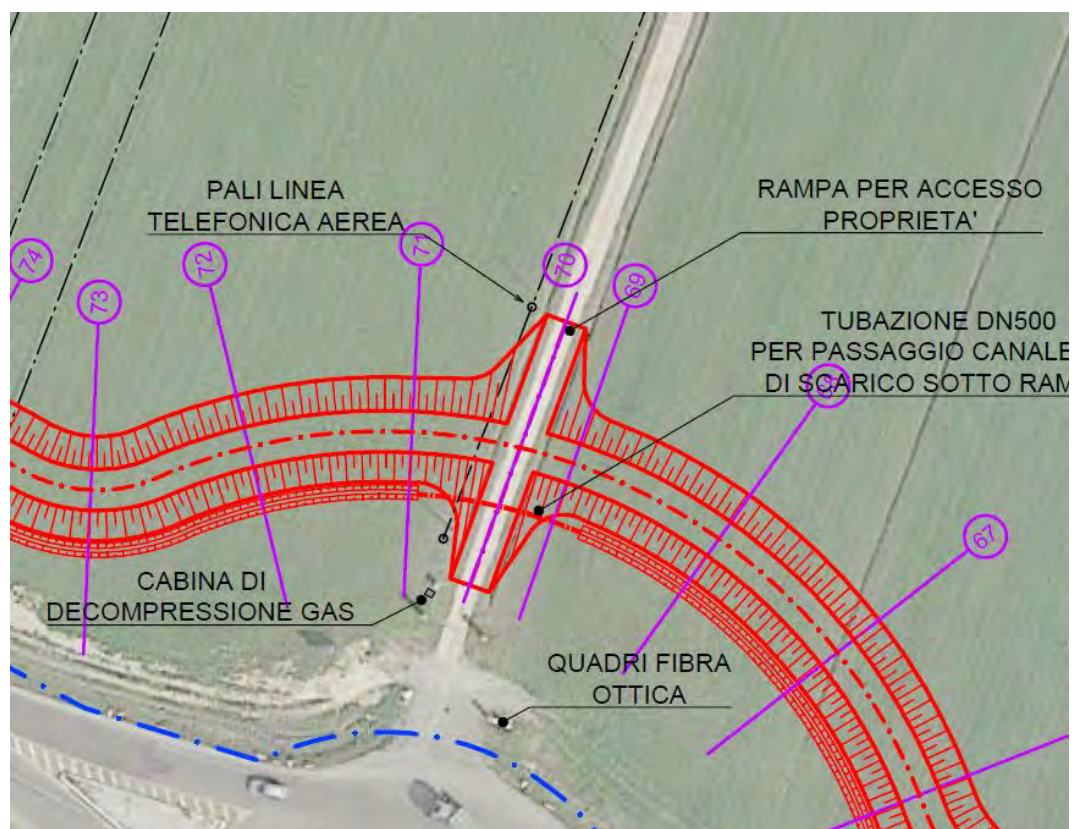 PALI LINEA
TELEFONICA AEREA
RAMPA PER ACCESSO
PROPRIETA'
74
73
72
71
70
69
TUBAZIONE DN500
PER PASSAGGIO CANALE
DI SCARICO SOTTO RAM
67
CABINA DI
DECOMPRESSIONE GAS
QUADRI FIBRA
OTTICA